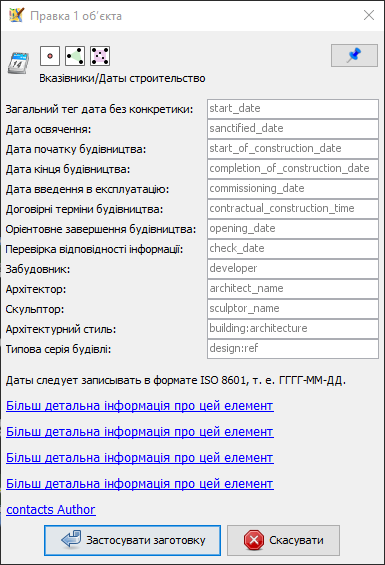 Правка 1 об'єкта
14
Вказівники/Даты строительство
Загальний тег дата без конкретики: start_date
Дата освячення: sanctified_date
Дата початку будівництва: start_of_construction_date
Дата кінця будівництва: completion_of_construction_date
Дата введення в експлуатацію: commissioning_date
Договірні терміни будівництва: contractual_construction_time
Орієнтовне завершення будівництва: opening_date
Перевірка відповідності інформації: check_date
Забудовник: developer
Архітектор: architect_name
Скульптор: sculptor_name
Архітектурний стиль: building:architecture
Типова серія будівлі: design:ref
Даты следует записывать в формате ISO 8601, т. е. ГГГГ-ММ-ДД.
Більш детальна інформація про цей елемент
Більш детальна інформація про цей елемент
Більш детальна інформація про цей елемент
Більш детальна інформація про цей елемент
contacts Author
Застосувати заготовку Скасувати